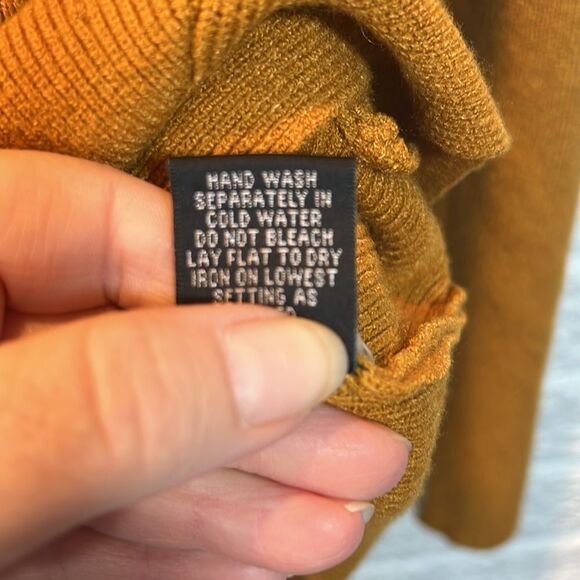 HAND WASH
SEPARATELY IN
COLD WATER
DO NOT BLEACH
LAY FLAT TO DRY
IRON ON LOWEST
SETTING AS